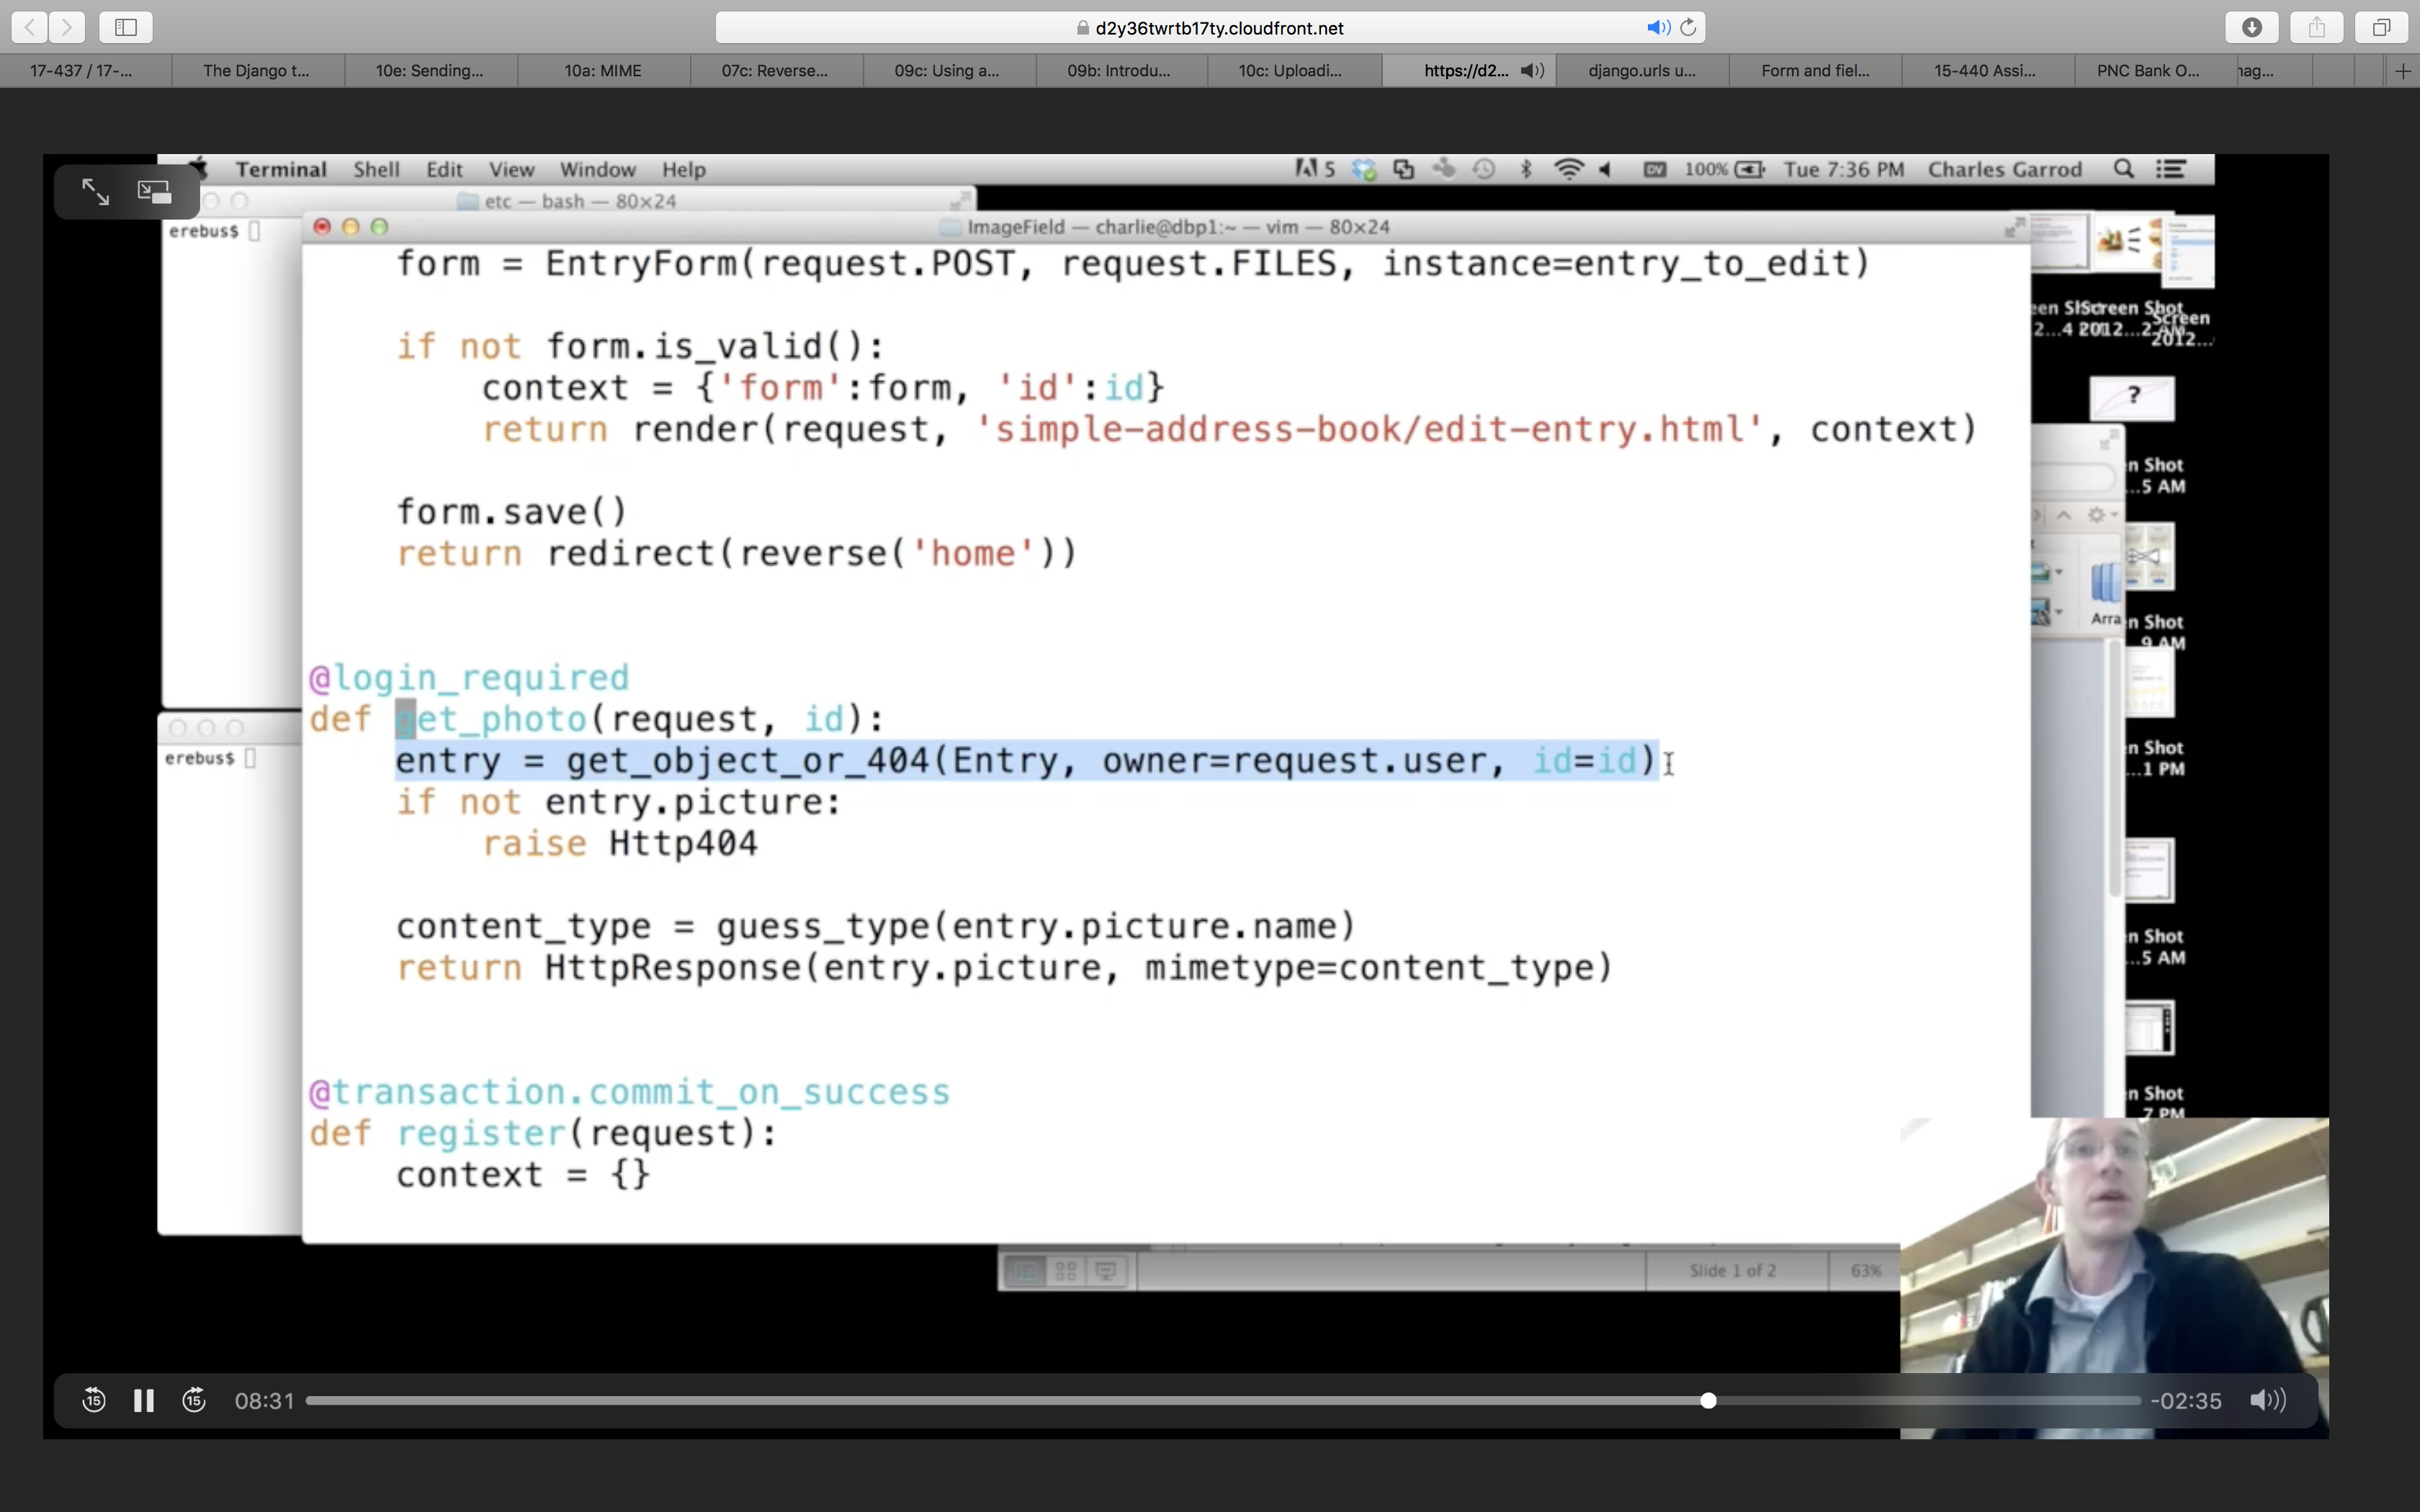 d2y36twrtb17ty.cloudfront.net
17-437 / 17-...
The Django t...
10e: Sending...
10a: MIME
07c: Reverse...
09c: Using a...
09b: Introdu...
10c: Uploadi...
https://d2...
django.urls u...
Form and fiel...
15-440 Assi...
PNC Bank O...
Terminal Shell Edit View Window Help
5 100% Tue 7:36 PM Charles Garrod
etc — bash — 80×24
erebus$
ImageField — charlie@dbp1:~ — vim — 80×24
form = EntryForm(request.POST, request.FILES, instance=entry_to_edit)
if not form.is_valid():
context = {'form':form, 'id':id}
return render(request, 'simple-address-book/edit-entry.html', context)
form.save()
return redirect(reverse('home'))
@login_required
def get_photo(request, id):
entry = get_object_or_404(Entry, owner=request.user, id=id)
if not entry.picture:
raise Http404
content_type = guess_type(entry.picture.name)
return HttpResponse(entry.picture, mimetype=content_type)
@transaction.commit_on_success
def register(request):
context = {}
erebus$
Screen Shot
2012...
Screen
2012...
?
n Shot
...5 AM
Arra
n Shot
9 AM
n Shot
...1 PM
n Shot
...5 AM
n Shot
7 PM
Slide 1 of 2
63%
15
15
08:31
-02:35